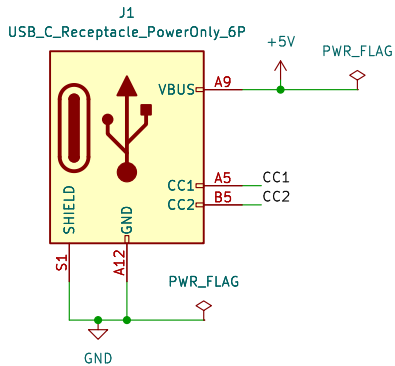 J1
USB_C_Receptacle_PowerOnly_6P
+5V
PWR_FLAG
VBUS
A9
CC1
A5
CC1
CC2
B5
CC2
SHIELD
GND
S1
A12
PWR_FLAG
GND